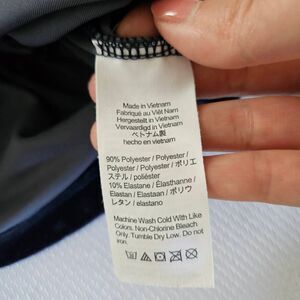 Made in Vietnam
Fabriqué au Viêt Nam
Hergestellt in Vietnam
Vervaardigd in Vietnam
ベトナム製
hecho en vietnam
90% Polyester / Polyester /
Polyester / Polyester / ポリエ
ステル / poliéster
10% Elastane / Élasthanne /
Elastan / Elastaan / ポリウ
レタン / elastano
Machine Wash Cold With Like
Colors. Non-Chlorine Bleach
Only. Tumble Dry Low. Do not
iron.